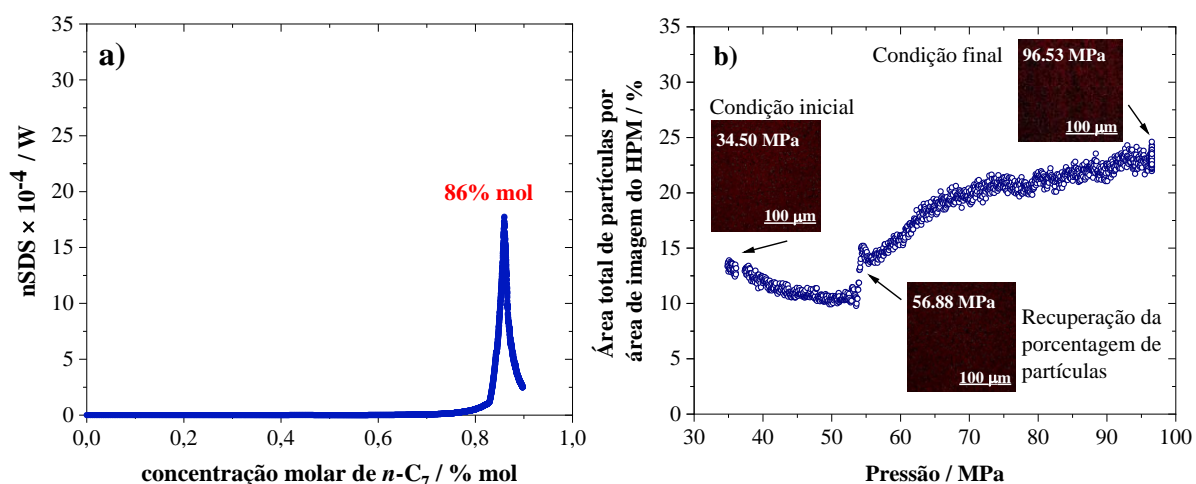 a)
nSDS × 10⁻⁴ / W
35
30
25
20
15
10
5
0
86% mol
0,0 0,2 0,4 0,6 0,8 1,0
concentração molar de n-C₇ / % mol
b)
Área total de partículas por
área de imagem do HPM / %
35
30
25
20
15
10
5
0
Condição final
96.53 MPa
100 μm
Condição inicial
34.50 MPa
100 μm
56.88 MPa
100 μm
Recuperação da
porcentagem de
partículas
30 40 50 60 70 80 90 100
Pressão / MPa